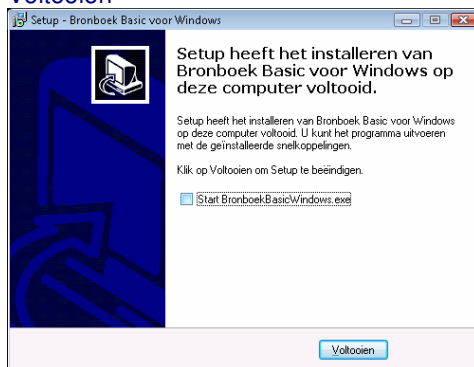 Voltooien
Setup - Bronboek Basic voor Windows
Setup heeft het installeren van
Bronboek Basic voor Windows op
deze computer voltooid.
Setup heeft het installeren van Bronboek Basic voor Windows
op deze computer voltooid. U kunt het programma uitvoeren
met de geïnstalleerde snelkoppelingen.
Klik op Voltooien om Setup te beëindigen.
Start BronboekBasicWindows.exe
Voltooien